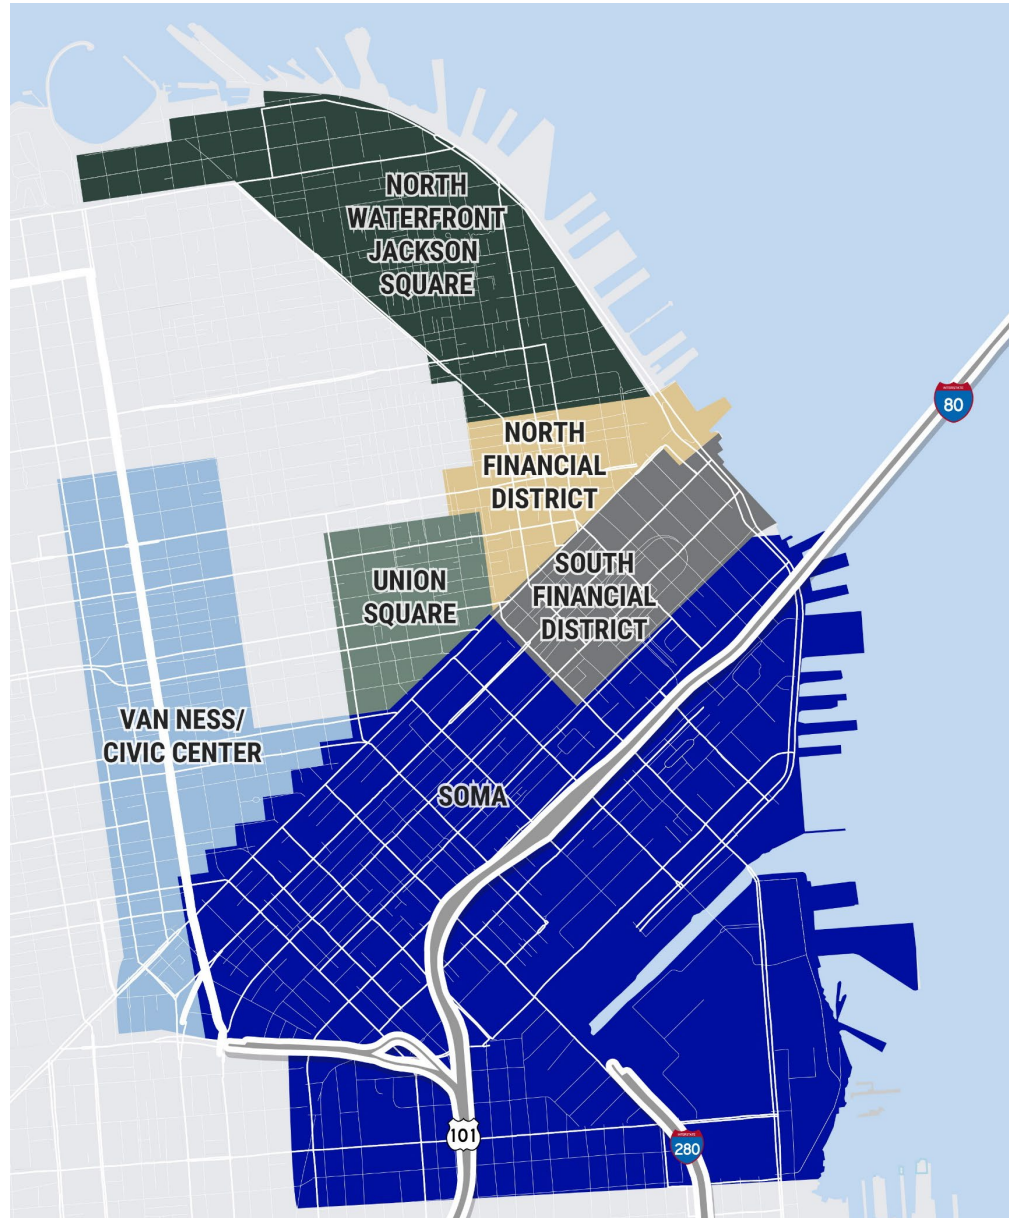 NORTH
WATERFRONT
JACKSON
SQUARE
80
NORTH
FINANCIAL
DISTRICT
UNION
SQUARE
SOUTH
FINANCIAL
DISTRICT
VAN NESS/
CIVIC CENTER
SOMA
101
280